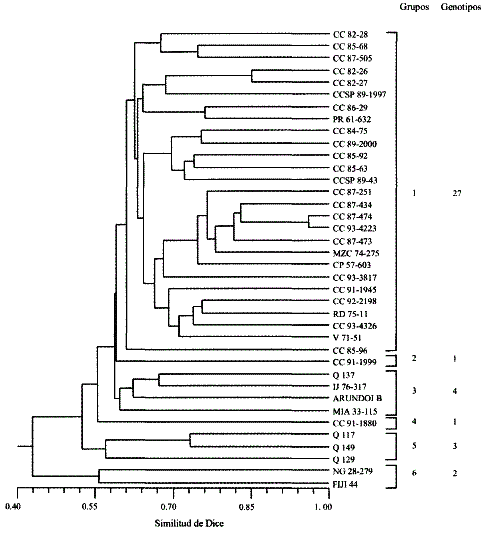 Grupos Genotipos
CC 82-28
CC 85-68
CC 87-505
CC 82-26
CC 82-27
CCSP 89-1997
CC 86-29
PR 61-632
CC 84-75
CC 89-2000
CC 85-92
CC 85-63
CCSP 89-43
CC 87-251
1 27
CC 87-434
CC 87-474
CC 93-4223
CC 87-473
MZC 74-275
CP 57-603
CC 93-3817
CC 91-1945
CC 92-2198
RD 75-11
CC 93-4326
V 71-51
CC 85-96
CC 91-1999
2 1
Q 137
IJ 76-317
3 4
ARUNDOI B
MIA 33-115
CC 91-1880
4 1
Q 117
Q 149
5 3
Q 129
NG 28-279
6 2
FIJI 44
0.40 0.55 0.70 0.85 1.00
Similitud de Dice